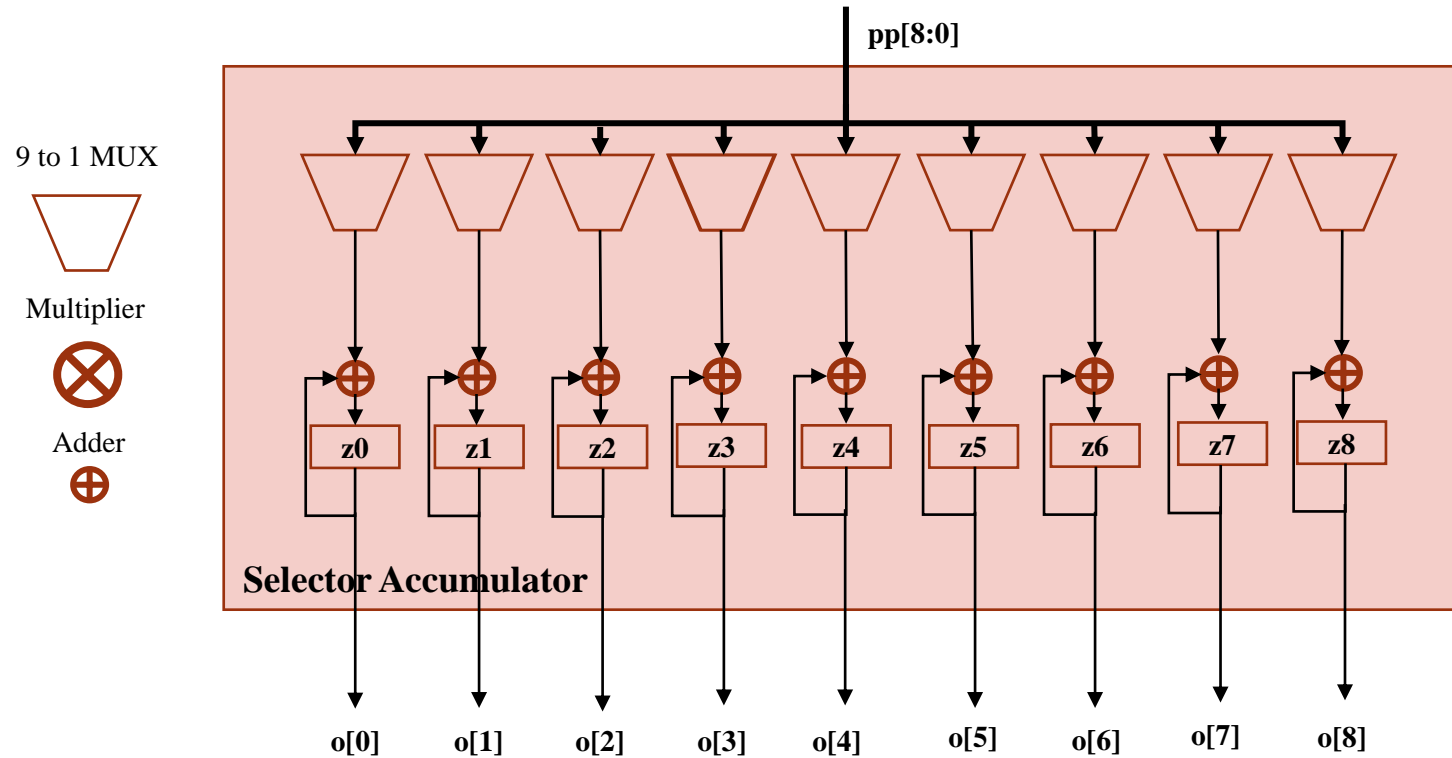 pp[8:0]
9 to 1 MUX
Multiplier
Adder
z0 z1 z2 z3 z4 z5 z6 z7 z8
Selector Accumulator
o[0] o[1] o[2] o[3] o[4] o[5] o[6] o[7] o[8]